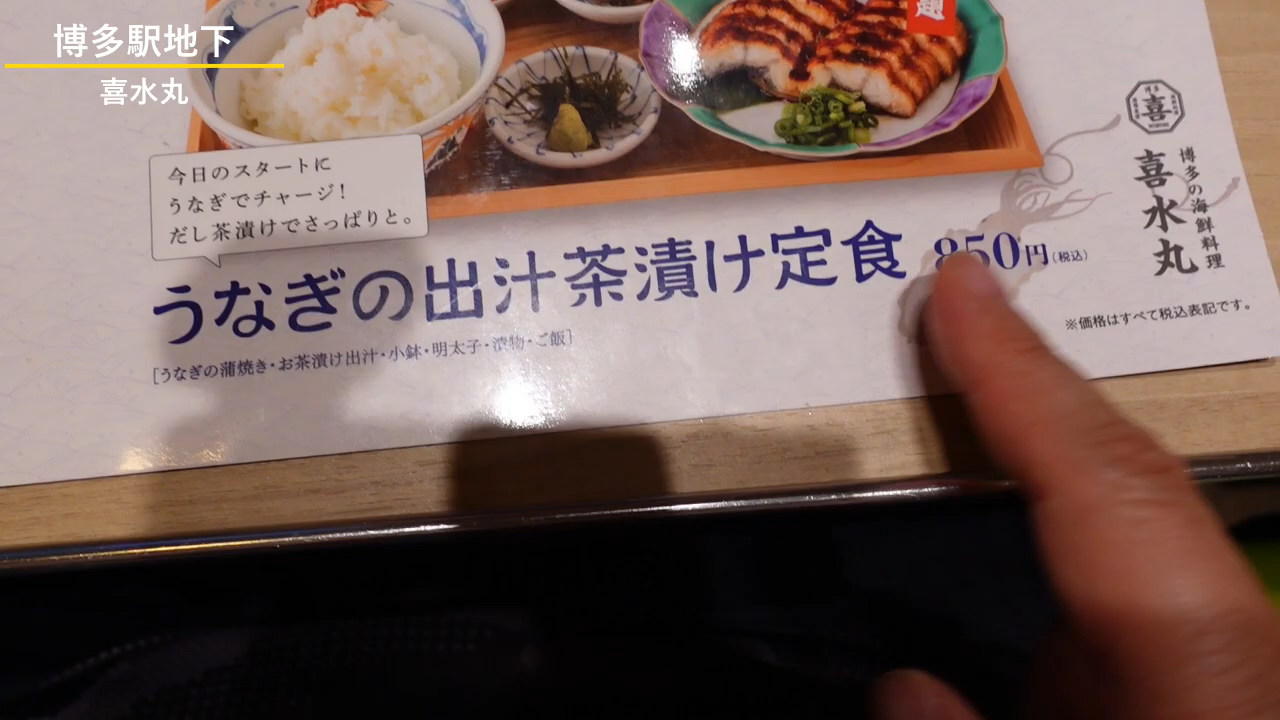 博多駅地下
喜水丸
選
今日のスタートに
うなぎでチャージ！
だし茶漬けでさっぱりと。
うなぎの出汁茶漬け定食 850円(税込)
[うなぎの蒲焼き・お茶漬け出汁・小鉢・明太子・漬物・ご飯]
喜
博多の海鮮料理
喜水丸
※価格はすべて税込表記です。